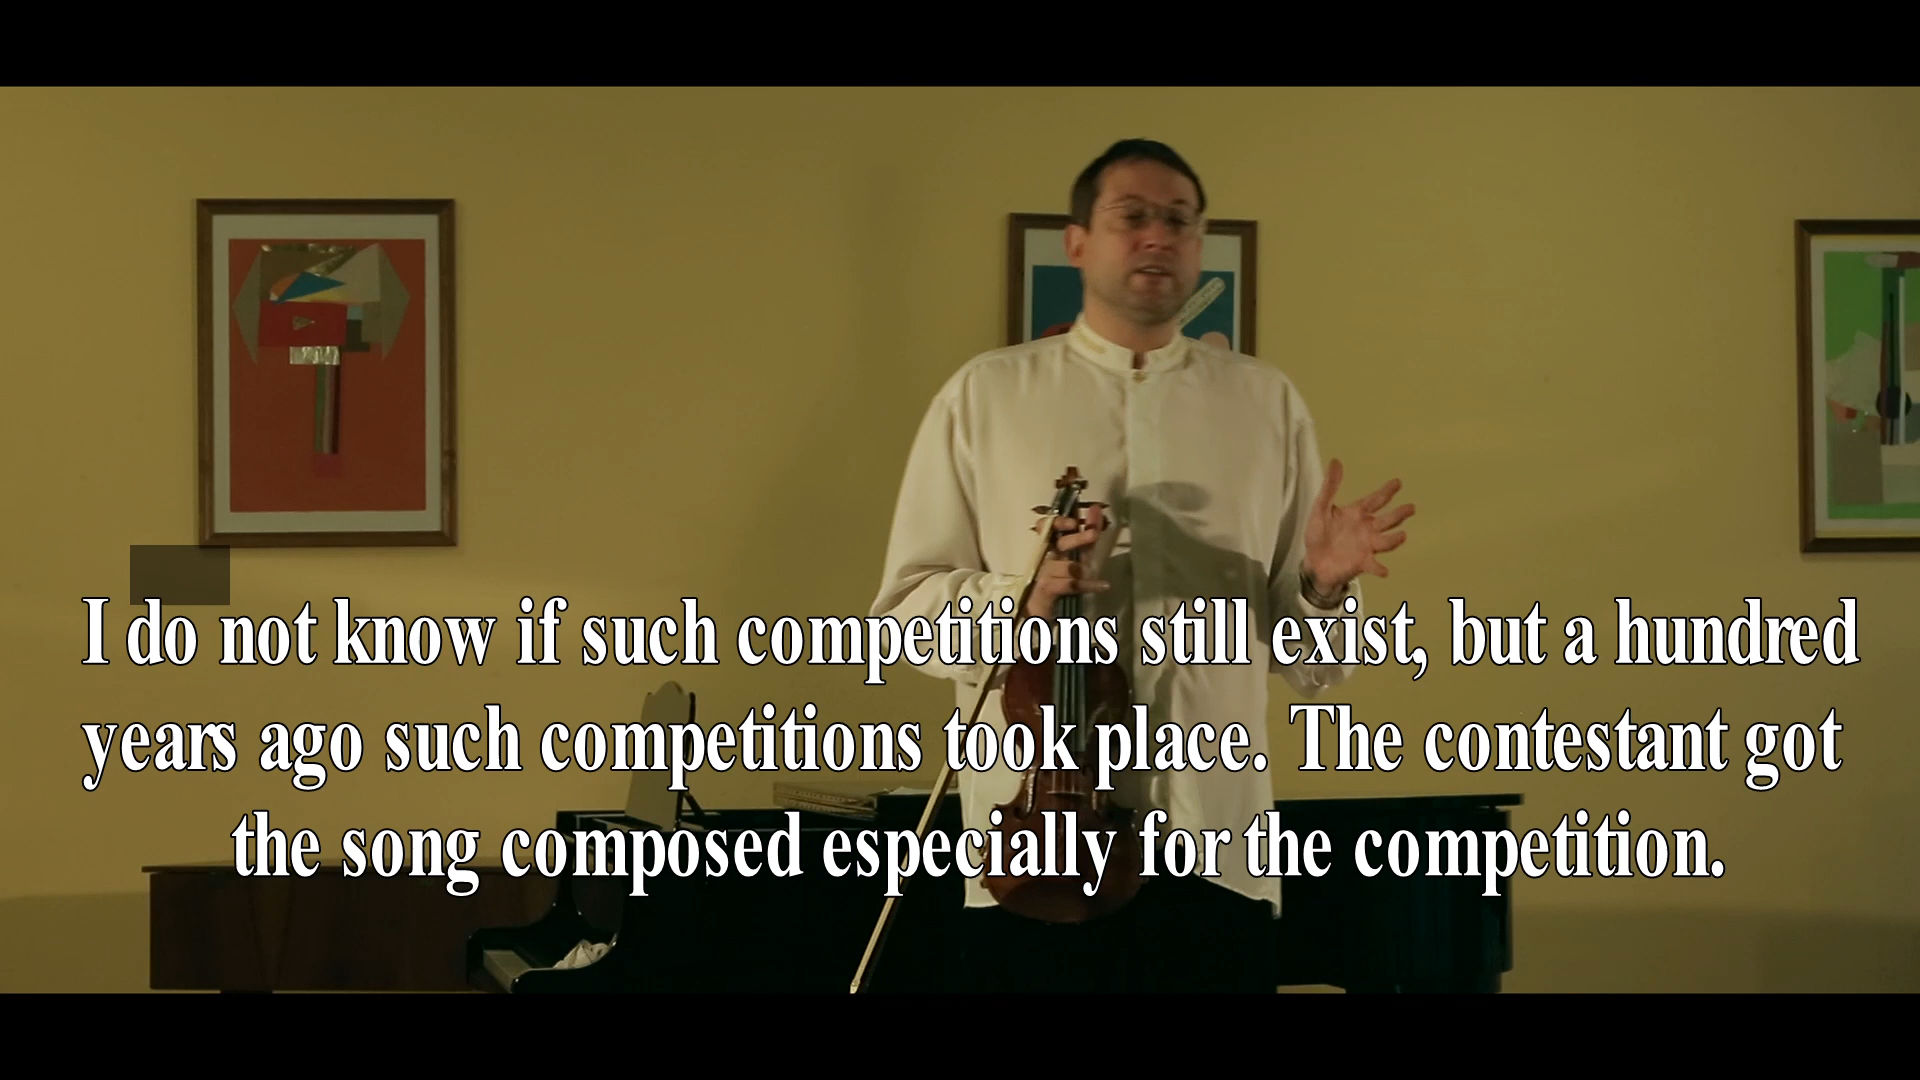 I do not know if such competitions still exist, but a hundred
years ago such competitions took place. The contestant got
the song composed especially for the competition.